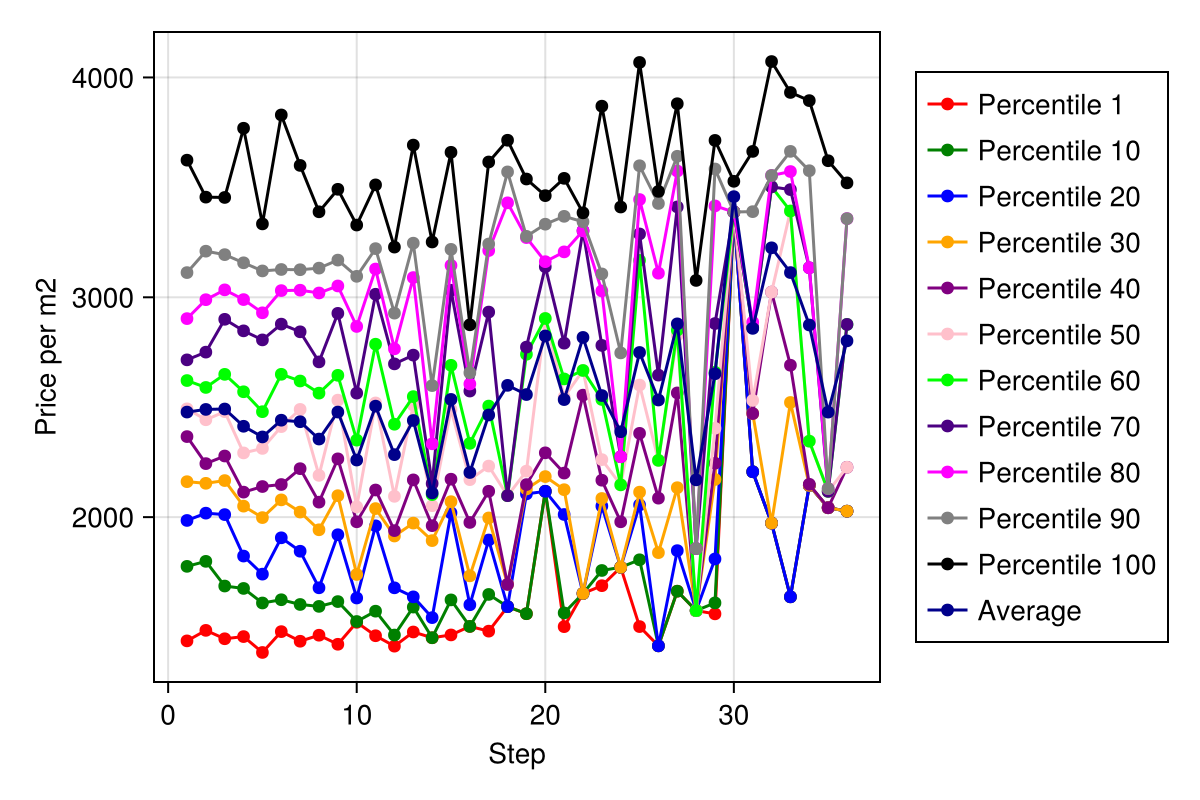 4000
3000
2000
Price per m2
0
10
20
30
Step
Percentile 1
Percentile 10
Percentile 20
Percentile 30
Percentile 40
Percentile 50
Percentile 60
Percentile 70
Percentile 80
Percentile 90
Percentile 100
Average